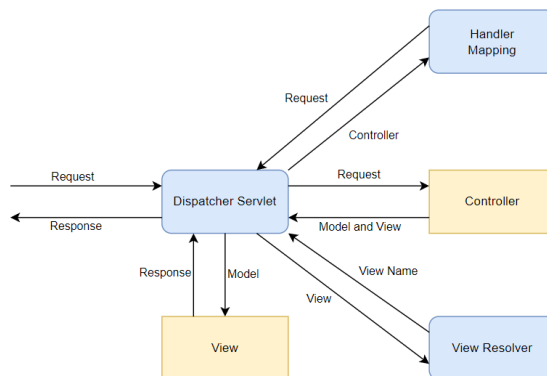 Handler
Mapping
Request
Controller
Request
Request
Dispatcher Servlet
Controller
Response
Model and View
Response
Model
View Name
View
View
View Resolver